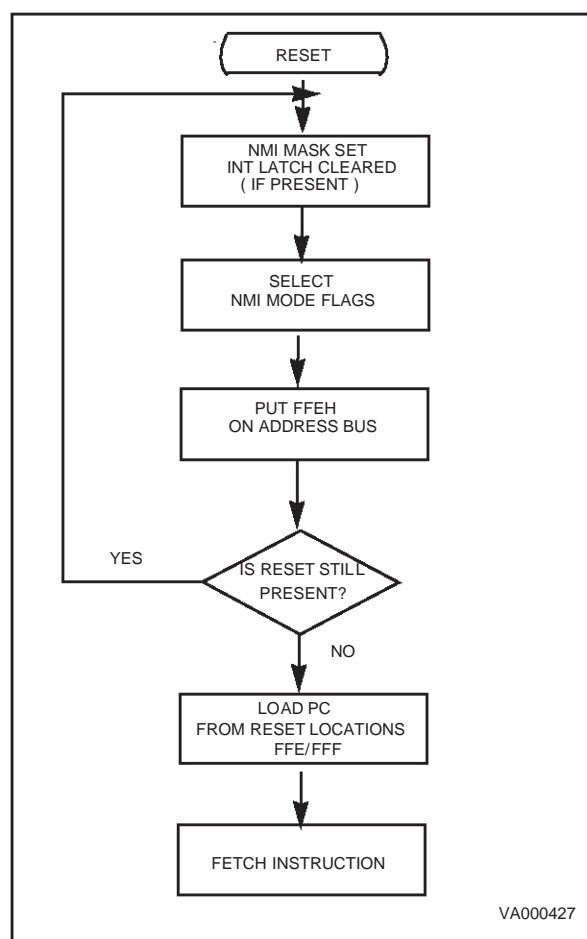 RESET
NMI MASK SET
INT LATCH CLEARED
( IF PRESENT )
SELECT
NMI MODE FLAGS
PUT FFEH
ON ADDRESS BUS
YES
IS RESET STILL
PRESENT?
NO
LOAD PC
FROM RESET LOCATIONS
FFE/FFF
FETCH INSTRUCTION
VA000427